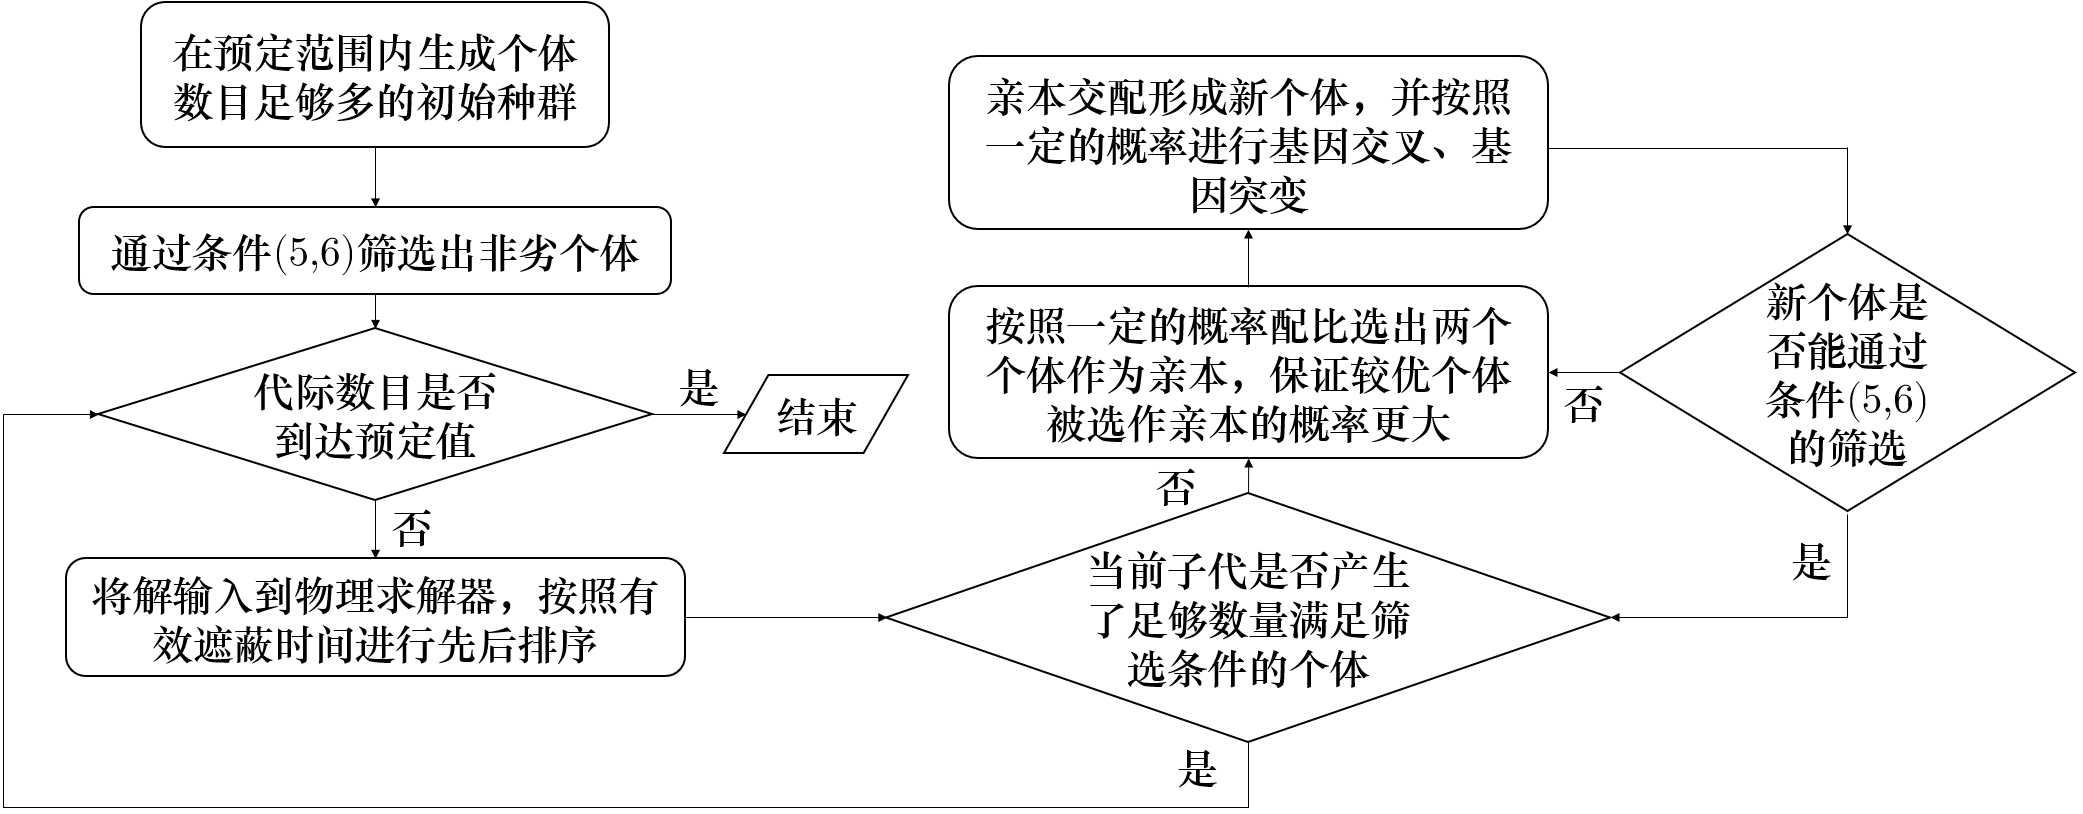 在预定范围内生成个体
数目足够多的初始种群
通过条件(5,6)筛选出非劣个体
代际数目是否
到达预定值
是
结束
否
将解输入到物理求解器，按照有
效遮蔽时间进行先后排序
亲本交配形成新个体，并按照
一定的概率进行基因交叉、基
因突变
按照一定的概率配比选出两个
个体作为亲本，保证较优个体
被选作亲本的概率更大
否
当前子代是否产生
了足够数量满足筛
选条件的个体
是
新个体是
否能通过
条件(5,6)
的筛选
否
是